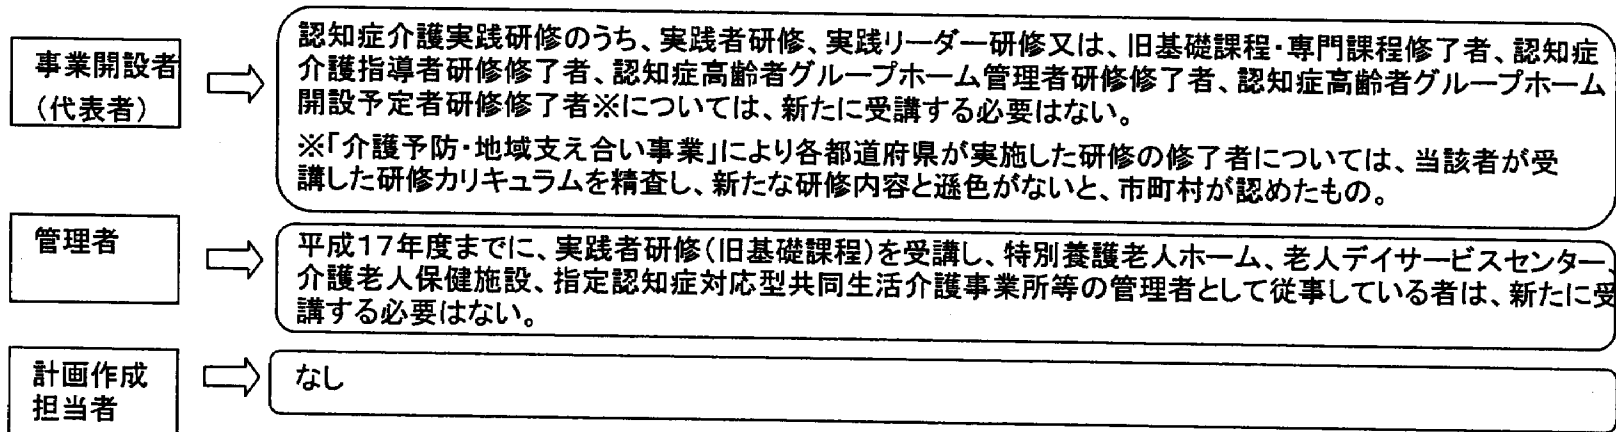 事業開設者
(代表者)
認知症介護実践研修のうち、実践者研修、実践リーダー研修又は、旧基礎課程・専門課程修了者、認知症
介護指導者研修修了者、認知症高齢者グループホーム管理者研修修了者、認知症高齢者グループホーム
開設予定者研修修了者※については、新たに受講する必要はない。
※「介護予防・地域支え合い事業」により各都道府県が実施した研修の修了者については、当該者が受
講した研修カリキュラムを精査し、新たな研修内容と遜色がないと、市町村が認めたもの。
管理者
平成17年度までに、実践者研修(旧基礎課程)を受講し、特別養護老人ホーム、老人デイサービスセンター、
介護老人保健施設、指定認知症対応型共同生活介護事業所等の管理者として従事している者は、新たに受
講する必要はない。
計画作成
担当者
なし